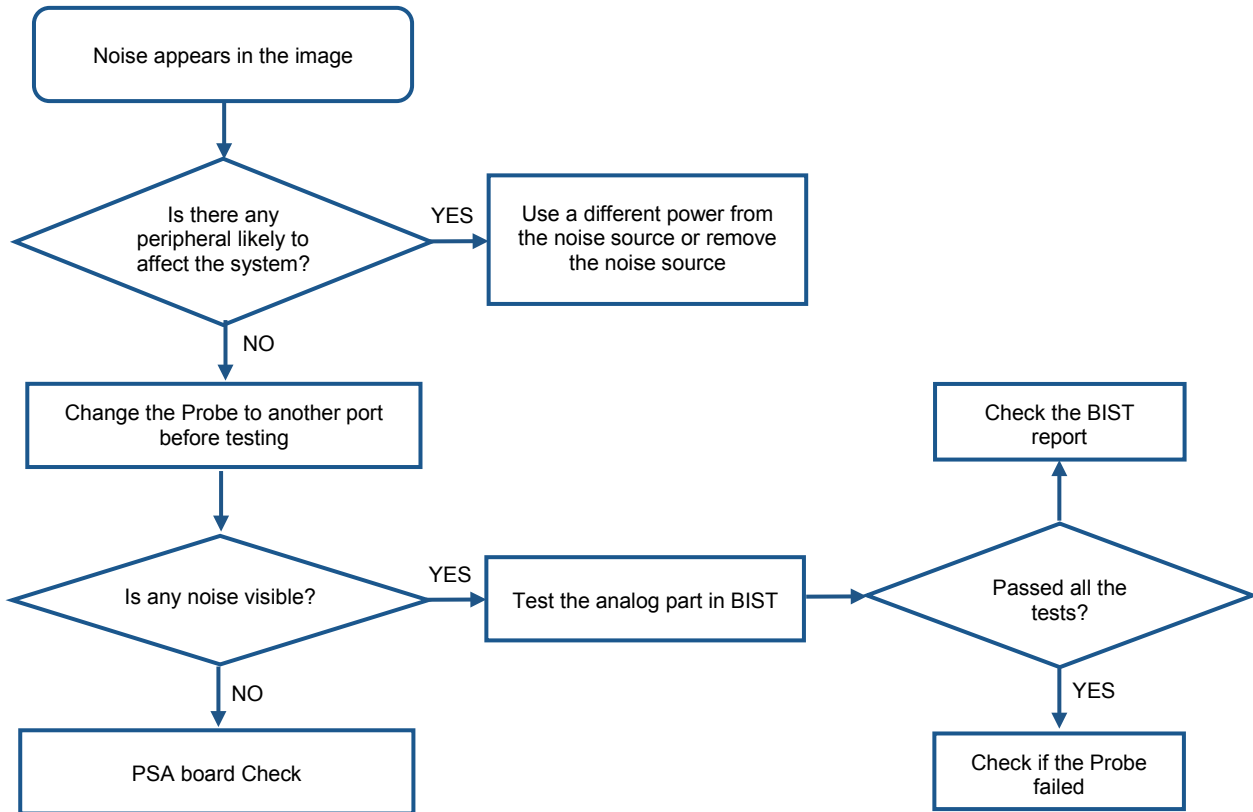 Noise appears in the image
Is there any
peripheral likely to
affect the system?
YES
Use a different power from
the noise source or remove
the noise source
NO
Change the Probe to another port
before testing
Check the BIST
report
Is any noise visible?
YES
Test the analog part in BIST
Passed all the
tests?
NO
YES
PSA board Check
Check if the Probe
failed